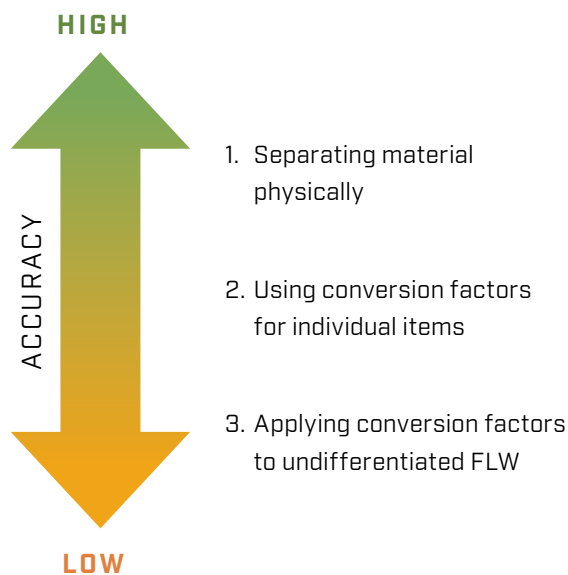 HIGH
ACCURACY
1. Separating material
physically
2. Using conversion factors
for individual items
3. Applying conversion factors
to undifferentiated FLW
LOW